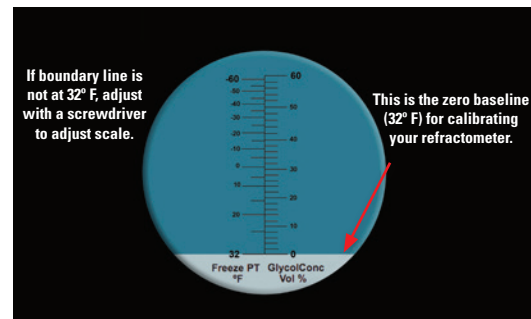 If boundary line is
not at 32º F, adjust
with a screwdriver
to adjust scale.
This is the zero baseline
(32º F) for calibrating
your refractometer.
-60 60
-50
-40 50
-30
-20 40
-10
0 30
10 20
20 10
32 0
Freeze PT GlycolConc
ºF Vol %